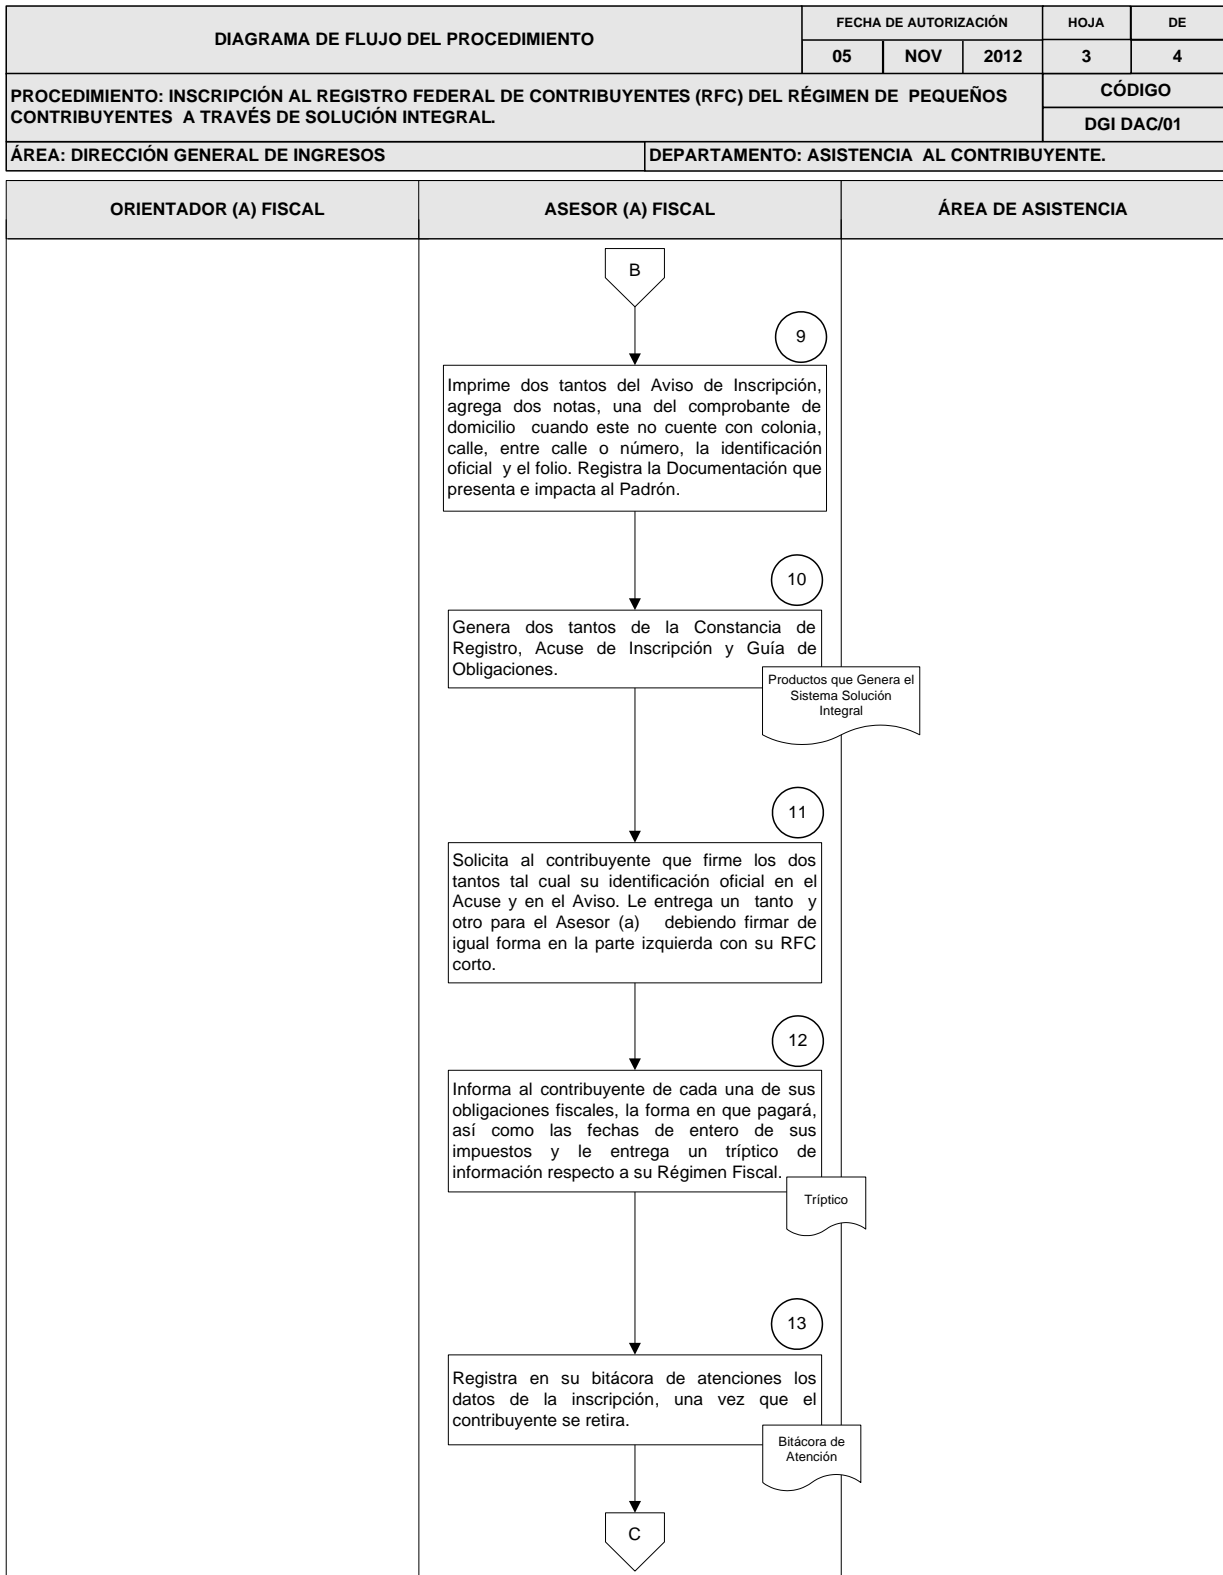 DIAGRAMA DE FLUJO DEL PROCEDIMIENTO
FECHA DE AUTORIZACIÓN
HOJA
DE
05
NOV
2012
3
4
PROCEDIMIENTO: INSCRIPCIÓN AL REGISTRO FEDERAL DE CONTRIBUYENTES (RFC) DEL RÉGIMEN DE PEQUEÑOS
CONTRIBUYENTES A TRAVÉS DE SOLUCIÓN INTEGRAL.
CÓDIGO
DGI DAC/01
ÁREA: DIRECCIÓN GENERAL DE INGRESOS
DEPARTAMENTO: ASISTENCIA AL CONTRIBUYENTE.
ORIENTADOR (A) FISCAL
ASESOR (A) FISCAL
ÁREA DE ASISTENCIA
B
9
Imprime dos tantos del Aviso de Inscripción,
agrega dos notas, una del comprobante de
domicilio cuando este no cuente con colonia,
calle, entre calle o número, la identificación
oficial y el folio. Registra la Documentación que
presenta e impacta al Padrón.
10
Genera dos tantos de la Constancia de
Registro, Acuse de Inscripción y Guía de
Obligaciones.
Productos que Genera el
Sistema Solución
Integral
11
Solicita al contribuyente que firme los dos
tantos tal cual su identificación oficial en el
Acuse y en el Aviso. Le entrega un tanto y
otro para el Asesor (a) debiendo firmar de
igual forma en la parte izquierda con su RFC
corto.
12
Informa al contribuyente de cada una de sus
obligaciones fiscales, la forma en que pagará,
así como las fechas de entero de sus
impuestos y le entrega un tríptico de
información respecto a su Régimen Fiscal.
Tríptico
13
Registra en su bitácora de atenciones los
datos de la inscripción, una vez que el
contribuyente se retira.
Bitácora de
Atención
C